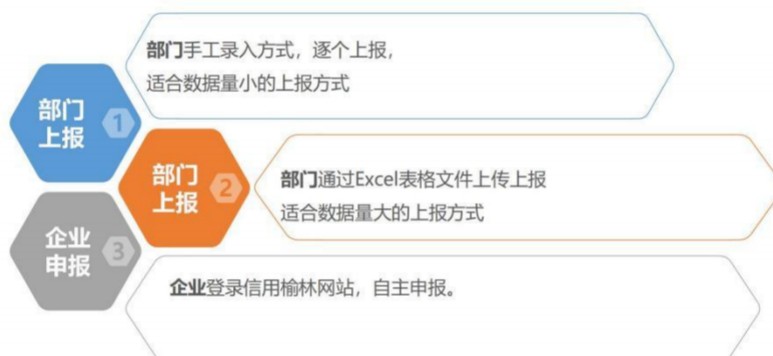 部门
上报
1
部门手工录入方式，逐个上报，
适合数据量小的上报方式
部门
上报
2
部门通过Excel表格文件上传上报
适合数据量大的上报方式
企业
申报
3
企业登录信用榆林网站，自主申报。